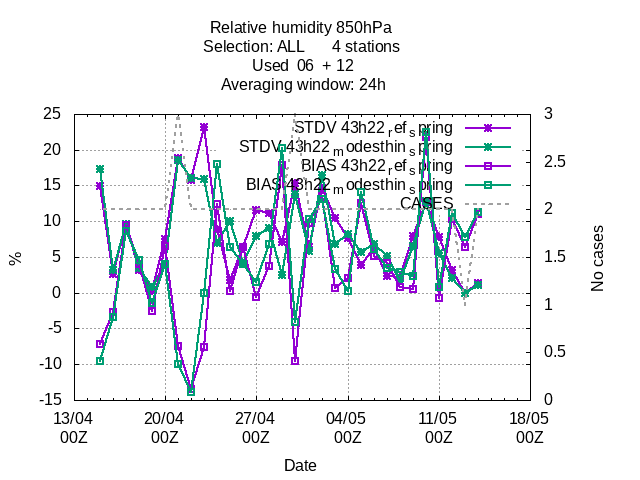 Relative humidity 850hPa
Selection: ALL 4 stations
Used 06 + 12
Averaging window: 24h
STDV 43h22_ref_spring
STDV 43h22_modesthin_spring
BIAS 43h22_ref_spring
BIAS 43h22_modesthin_spring
CASES
25
20
15
10
5
0
-5
-10
-15
%
3
2.5
2
1.5
1
0.5
0
No cases
13/04 20/04 27/04 04/05 11/05 18/05
00Z 00Z 00Z 00Z 00Z 00Z
Date